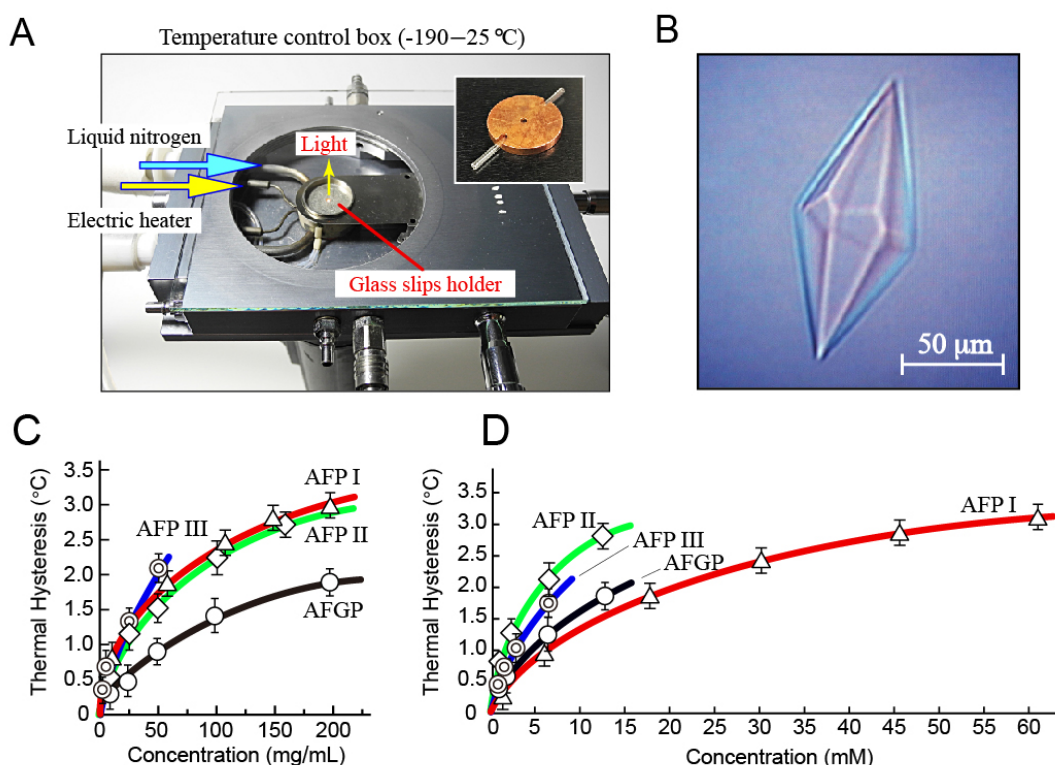 A
Temperature control box (-190–25 ℃)
Liquid nitrogen
Light
Electric heater
Glass slips holder
B
50 μm
C
Thermal Hysteresis (°C)
3.5
3.0
2.5
2.0
1.5
1.0
0.5
0
0 50 100 150 200
Concentration (mg/mL)
AFP I
AFP III
AFP II
AFGP
D
Thermal Hysteresis (°C)
3.5
3.0
2.5
2.0
1.5
1.0
0.5
0
0 5 10 15 20 25 30 35 40 45 50 55 60
Concentration (mM)
AFP I
AFP II
AFP III
AFGP